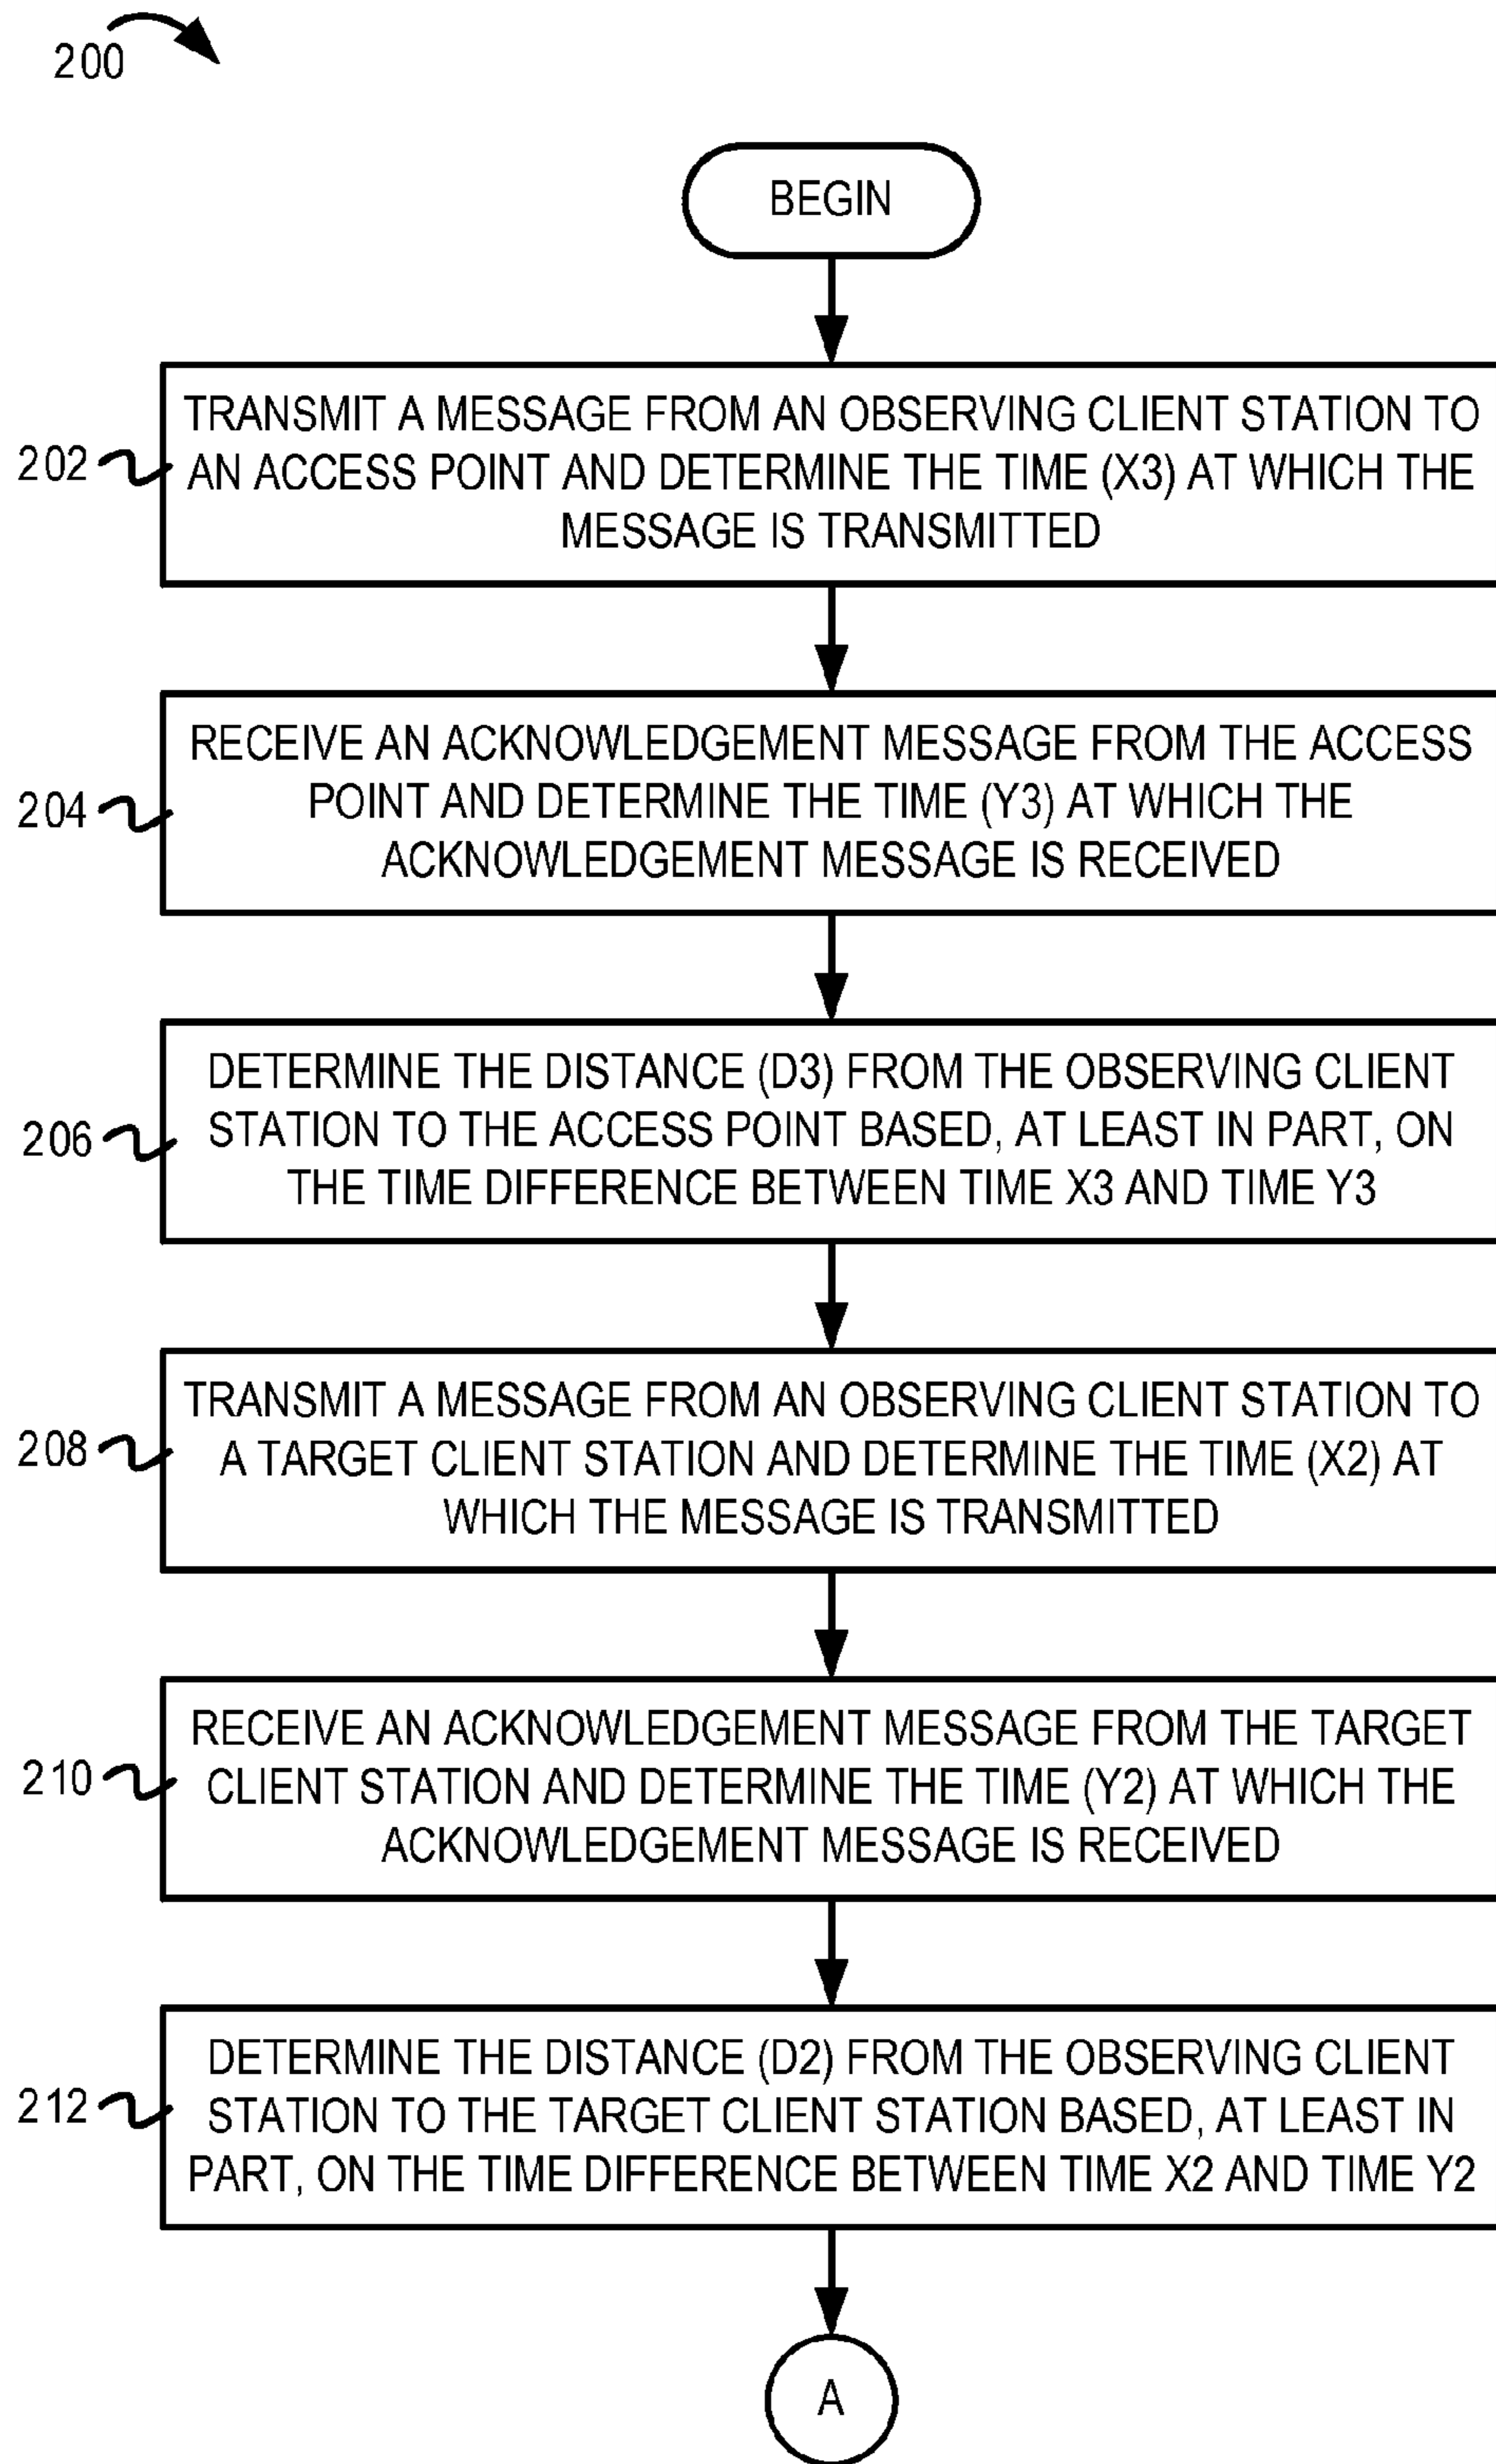 200
BEGIN
202
TRANSMIT A MESSAGE FROM AN OBSERVING CLIENT STATION TO
AN ACCESS POINT AND DETERMINE THE TIME (X3) AT WHICH THE
MESSAGE IS TRANSMITTED
204
RECEIVE AN ACKNOWLEDGEMENT MESSAGE FROM THE ACCESS
POINT AND DETERMINE THE TIME (Y3) AT WHICH THE
ACKNOWLEDGEMENT MESSAGE IS RECEIVED
206
DETERMINE THE DISTANCE (D3) FROM THE OBSERVING CLIENT
STATION TO THE ACCESS POINT BASED, AT LEAST IN PART, ON
THE TIME DIFFERENCE BETWEEN TIME X3 AND TIME Y3
208
TRANSMIT A MESSAGE FROM AN OBSERVING CLIENT STATION TO
A TARGET CLIENT STATION AND DETERMINE THE TIME (X2) AT
WHICH THE MESSAGE IS TRANSMITTED
210
RECEIVE AN ACKNOWLEDGEMENT MESSAGE FROM THE TARGET
CLIENT STATION AND DETERMINE THE TIME (Y2) AT WHICH THE
ACKNOWLEDGEMENT MESSAGE IS RECEIVED
212
DETERMINE THE DISTANCE (D2) FROM THE OBSERVING CLIENT
STATION TO THE TARGET CLIENT STATION BASED, AT LEAST IN
PART, ON THE TIME DIFFERENCE BETWEEN TIME X2 AND TIME Y2
A